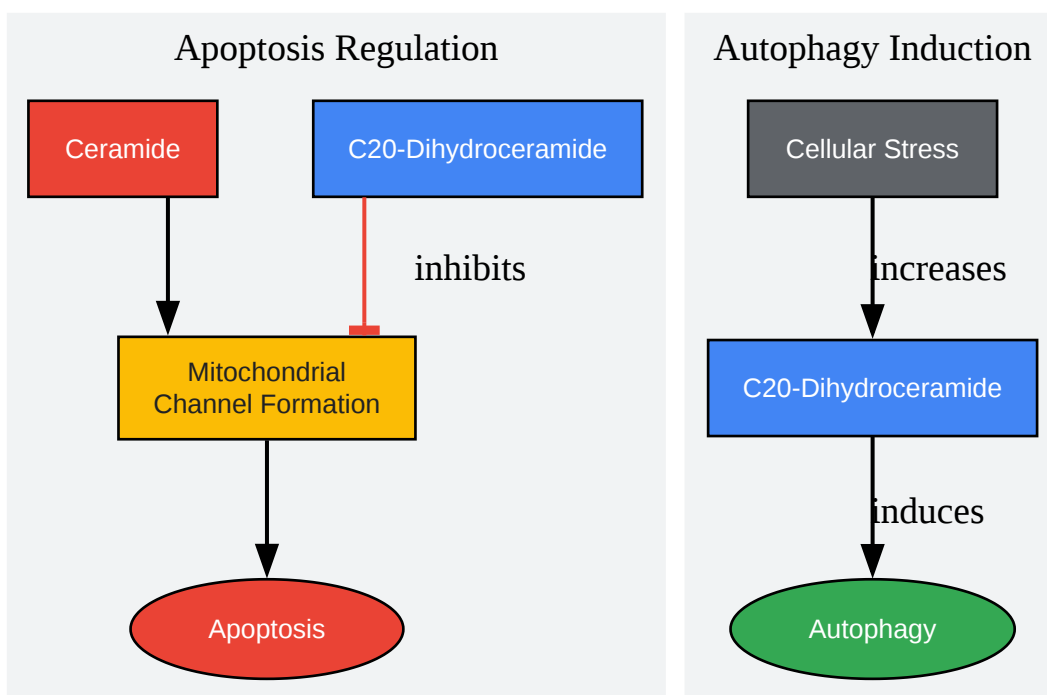 Apoptosis Regulation
Ceramide
C20-Dihydroceramide
inhibits
Mitochondrial
Channel Formation
Apoptosis
Autophagy Induction
Cellular Stress
increases
C20-Dihydroceramide
induces
Autophagy